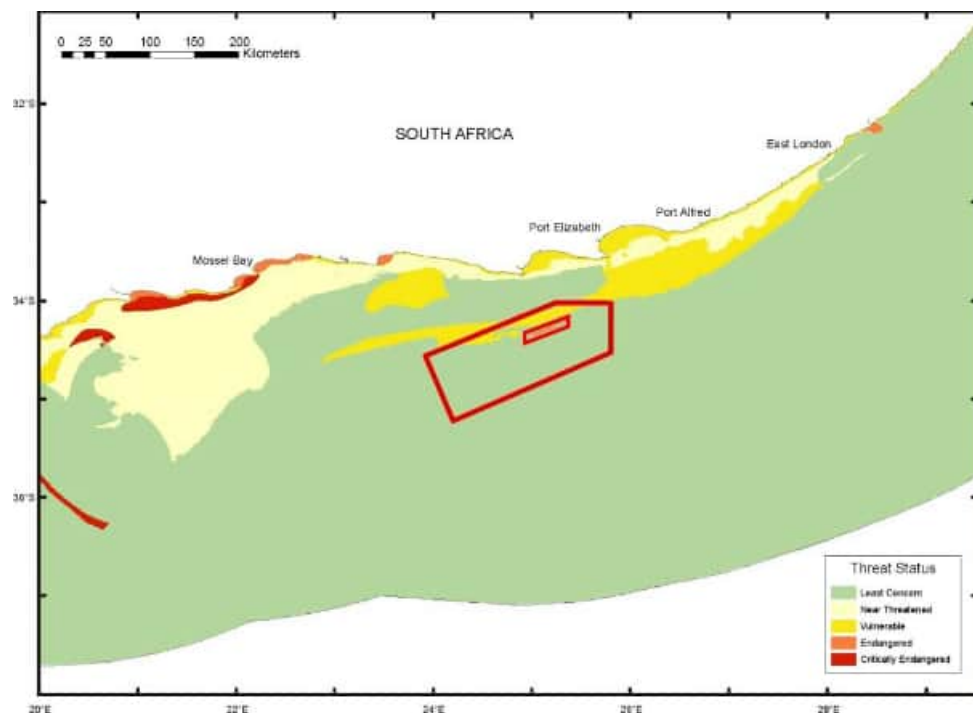 0 25 50 100 150 200
Kilometers
32°S
SOUTH AFRICA
East London
Port Alfred
Port Elizabeth
Mossel Bay
34°S
36°S
Threat Status
Least Concern
Near Threatened
Vulnerable
Endangered
Critically Endangered
20°E 22°E 24°E 26°E 28°E